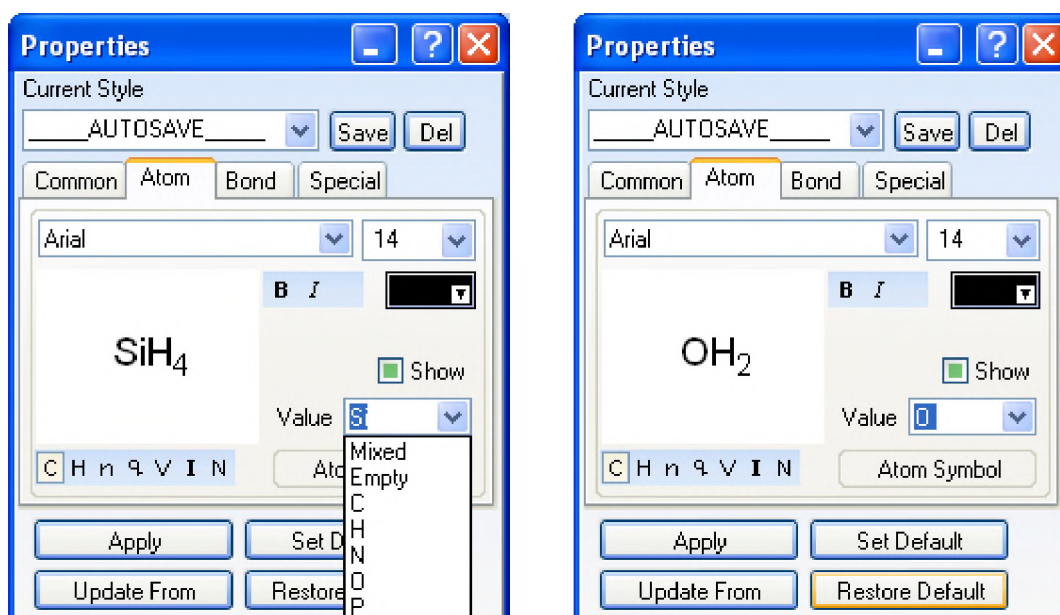 Properties
?
Current Style
____AUTOSAVE____
Save
Del
Common
Atom
Bond
Special
Arial
14
B I
SiH4
Show
Value
Si
Mixed
Empty
C
H
N
O
P
C H n q V I N
Apply
Update From
Properties
?
Current Style
____AUTOSAVE____
Save
Del
Common
Atom
Bond
Special
Arial
14
B I
OH2
Show
Value
O
C H n q V I N
Atom Symbol
Apply
Set Default
Update From
Restore Default